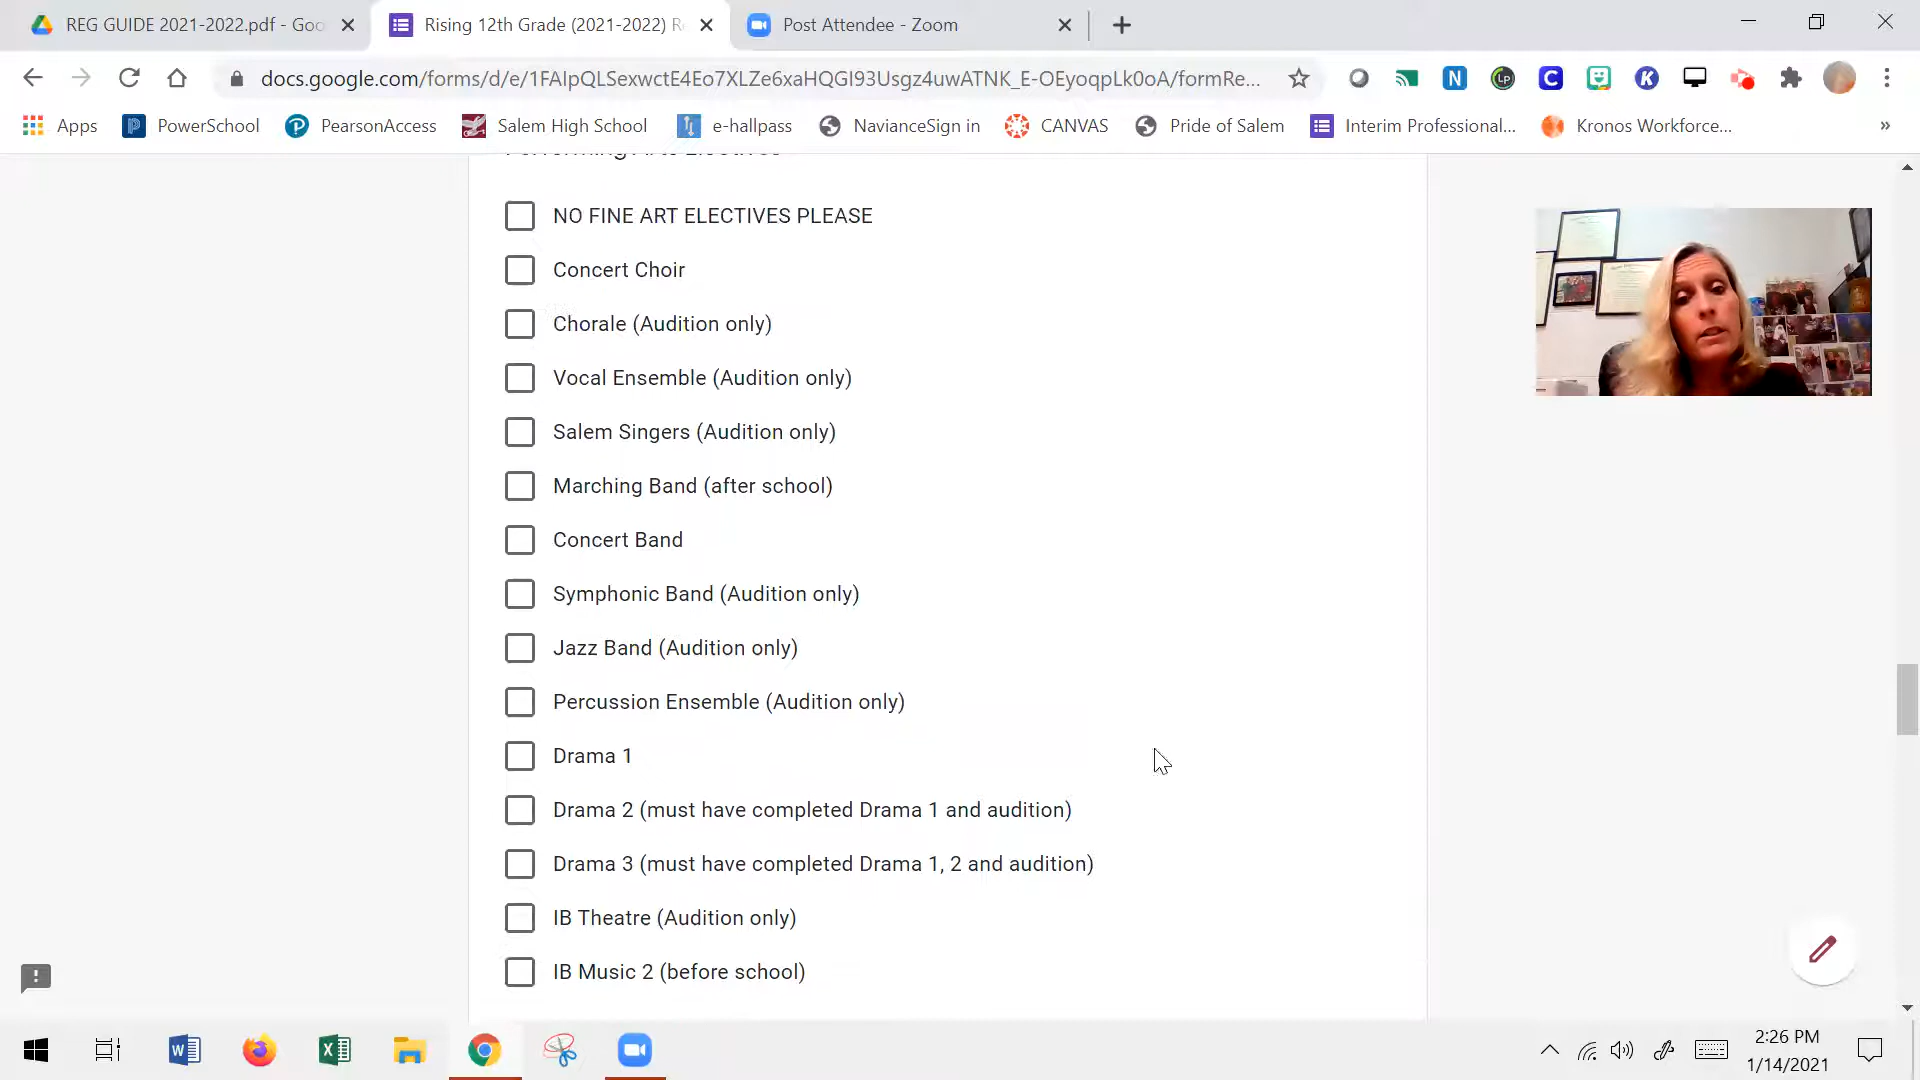 REG GUIDE 2021-2022.pdf - Goo
Rising 12th Grade (2021-2022) R
Post Attendee - Zoom
docs.google.com/forms/d/e/1FAIpQLSexwctE4Eo7XLZe6xaHQGI93Usgz4uwATNK_E-OEyoqpLk0oA/formRe...
Apps
PowerSchool
PearsonAccess
Salem High School
e-hallpass
NavianceSign in
CANVAS
Pride of Salem
Interim Professional...
Kronos Workforce...
Performing Arts Electives
NO FINE ART ELECTIVES PLEASE
Concert Choir
Chorale (Audition only)
Vocal Ensemble (Audition only)
Salem Singers (Audition only)
Marching Band (after school)
Concert Band
Symphonic Band (Audition only)
Jazz Band (Audition only)
Percussion Ensemble (Audition only)
Drama 1
Drama 2 (must have completed Drama 1 and audition)
Drama 3 (must have completed Drama 1, 2 and audition)
IB Theatre (Audition only)
IB Music 2 (before school)
2:26 PM
1/14/2021